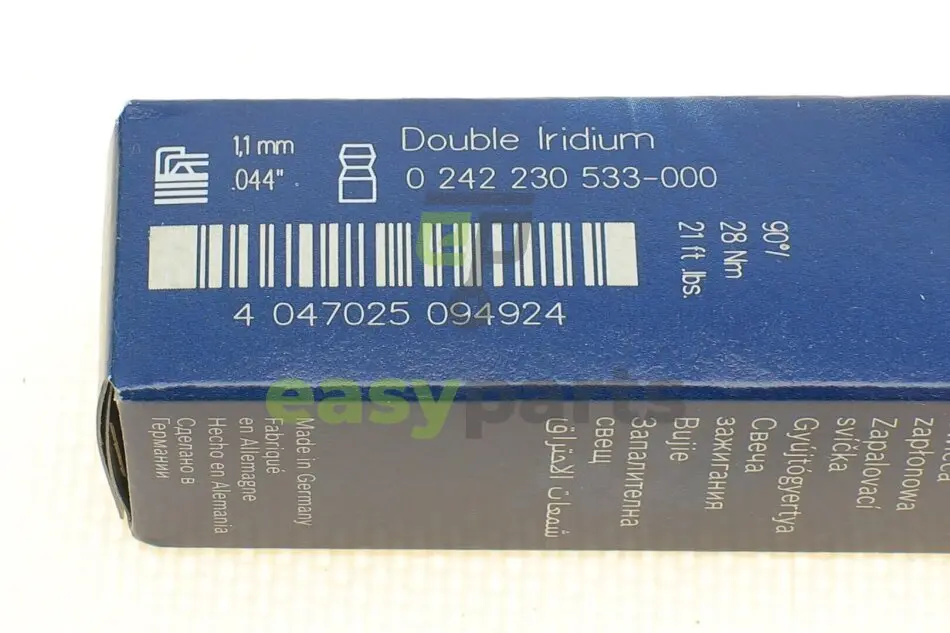 1,1 mm
.044"
Double Iridium
0 242 230 533-000
90°/
28 Nm
21 ft .lbs.
4 047025 094924
easyparts
Made in Germany
Fabriqué
en Allemagne
Hecho en Alemania
Сделано в
Германии
zapłonowa
Zapalovací
svíčka
Gyújtógyertya
Свеча
зажигания
Bujie
Запалителна
свещ
شمعات الاحتراق